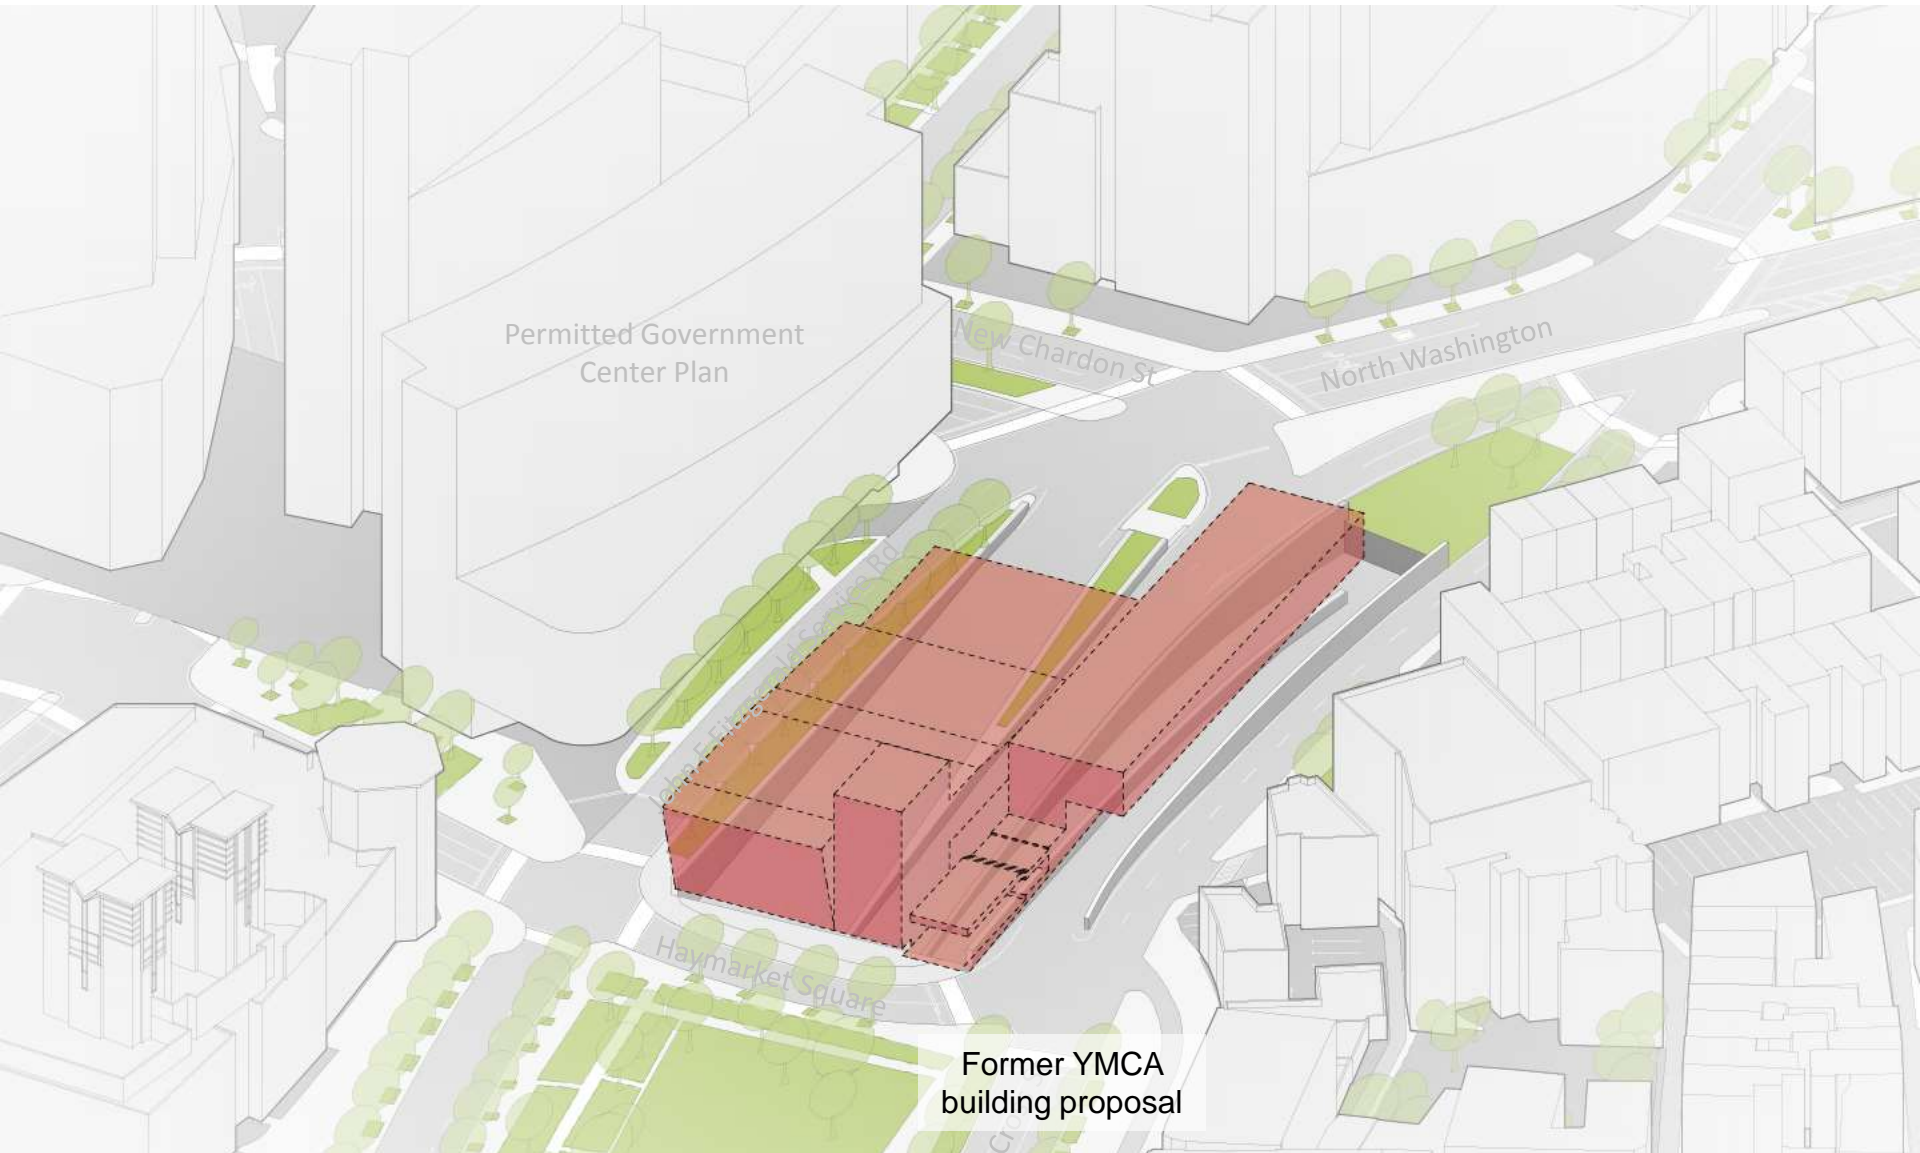 Permitted Government
Center Plan
New Chardon St
North Washington
Haymarket Square
Former YMCA
building proposal